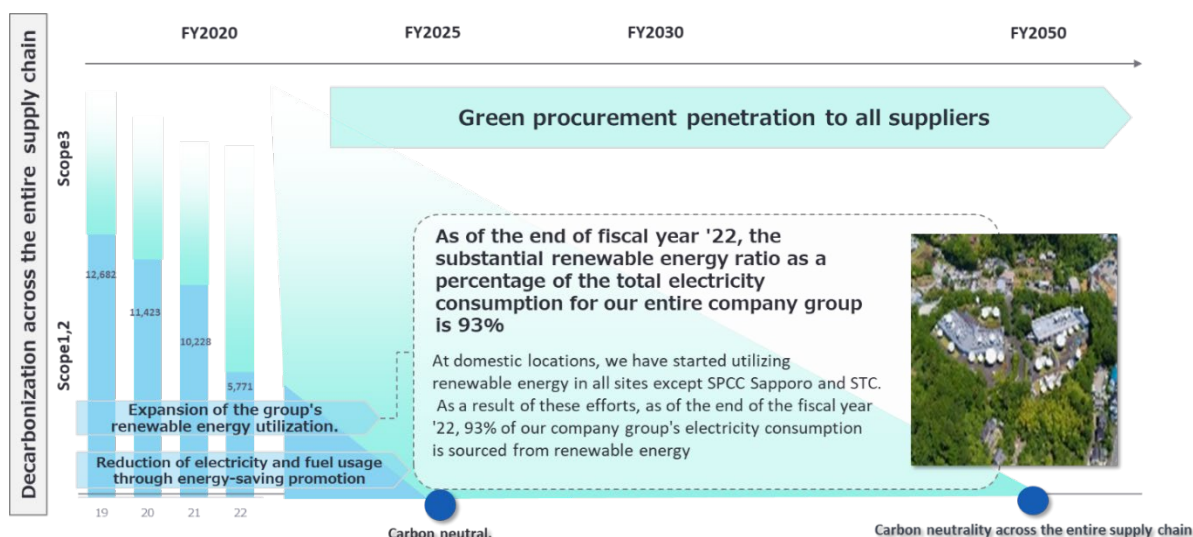 Decarbonization across the entire supply chain
FY2020
FY2025
FY2030
FY2050
Scope3
Scope1,2
Green procurement penetration to all suppliers
12,682
11,423
10,228
5,771
As of the end of fiscal year '22, the
substantial renewable energy ratio as a
percentage of the total electricity
consumption for our entire company group
is 93%
At domestic locations, we have started utilizing
renewable energy in all sites except SPCC Sapporo and STC.
As a result of these efforts, as of the end of the fiscal year
'22, 93% of our company group's electricity consumption
is sourced from renewable energy
Expansion of the group's
renewable energy utilization.
Reduction of electricity and fuel usage
through energy-saving promotion
19
20
21
22
Carbon neutral.
Carbon neutrality across the entire supply chain